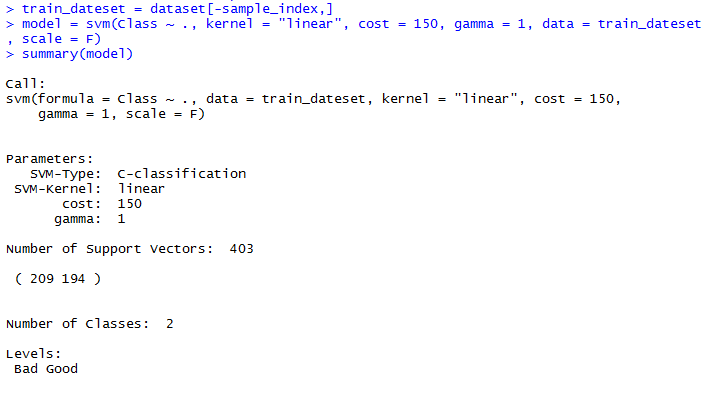 > train_dateset = dataset[-sample_index,]
> model = svm(Class ~ ., kernel = "linear", cost = 150, gamma = 1, data = train_dateset
, scale = F)
> summary(model)
Call:
svm(formula = Class ~ ., data = train_dateset, kernel = "linear", cost = 150,
    gamma = 1, scale = F)
Parameters:
   SVM-Type:  C-classification
 SVM-Kernel:  linear
       cost:  150
      gamma:  1
Number of Support Vectors:  403
 ( 209 194 )
Number of Classes:  2
Levels:
 Bad Good